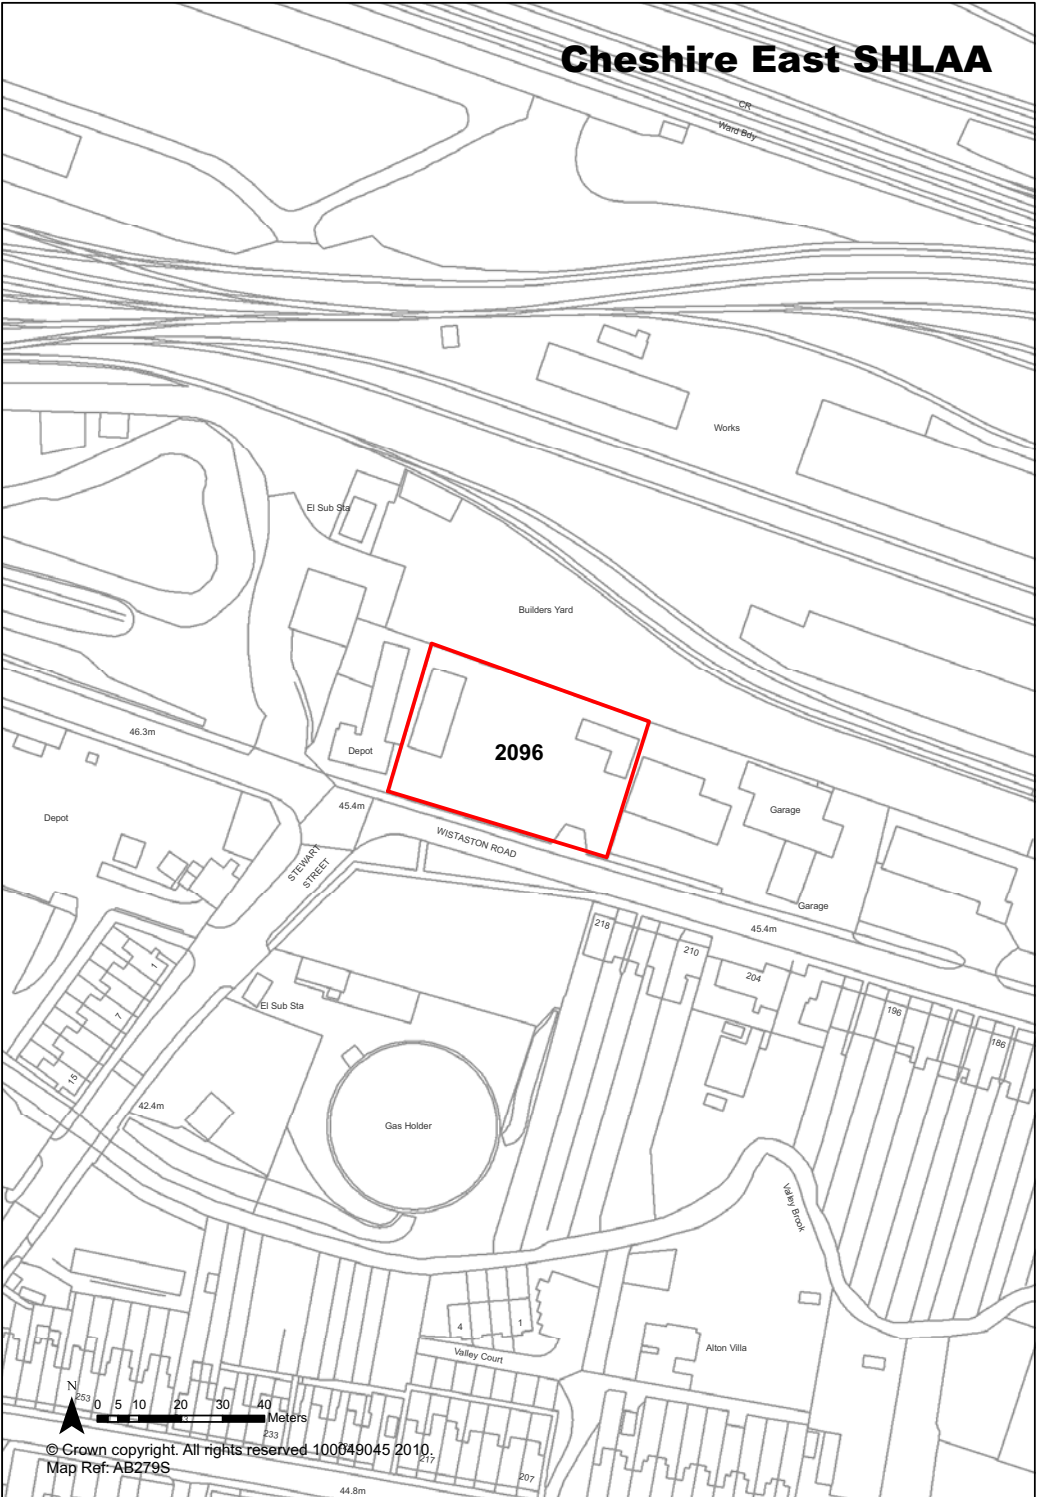 Cheshire East SHLAA
CR
Ward Bdy
Works
El Sub Sta
Builders Yard
46.3m
Depot
2096
45.4m
Depot
WISTASTON ROAD
Garage
STEWART
STREET
Garage
218
210
45.4m
204
1
196
7
El Sub Sta
186
15
42.4m
Gas Holder
Valley Brook
4
1
Valley Court
Alton Villa
N
253
0 5 10 20 30 40
Meters
233
© Crown copyright. All rights reserved 100049045 2010.
217
Map Ref: AB279S
207
44.8m